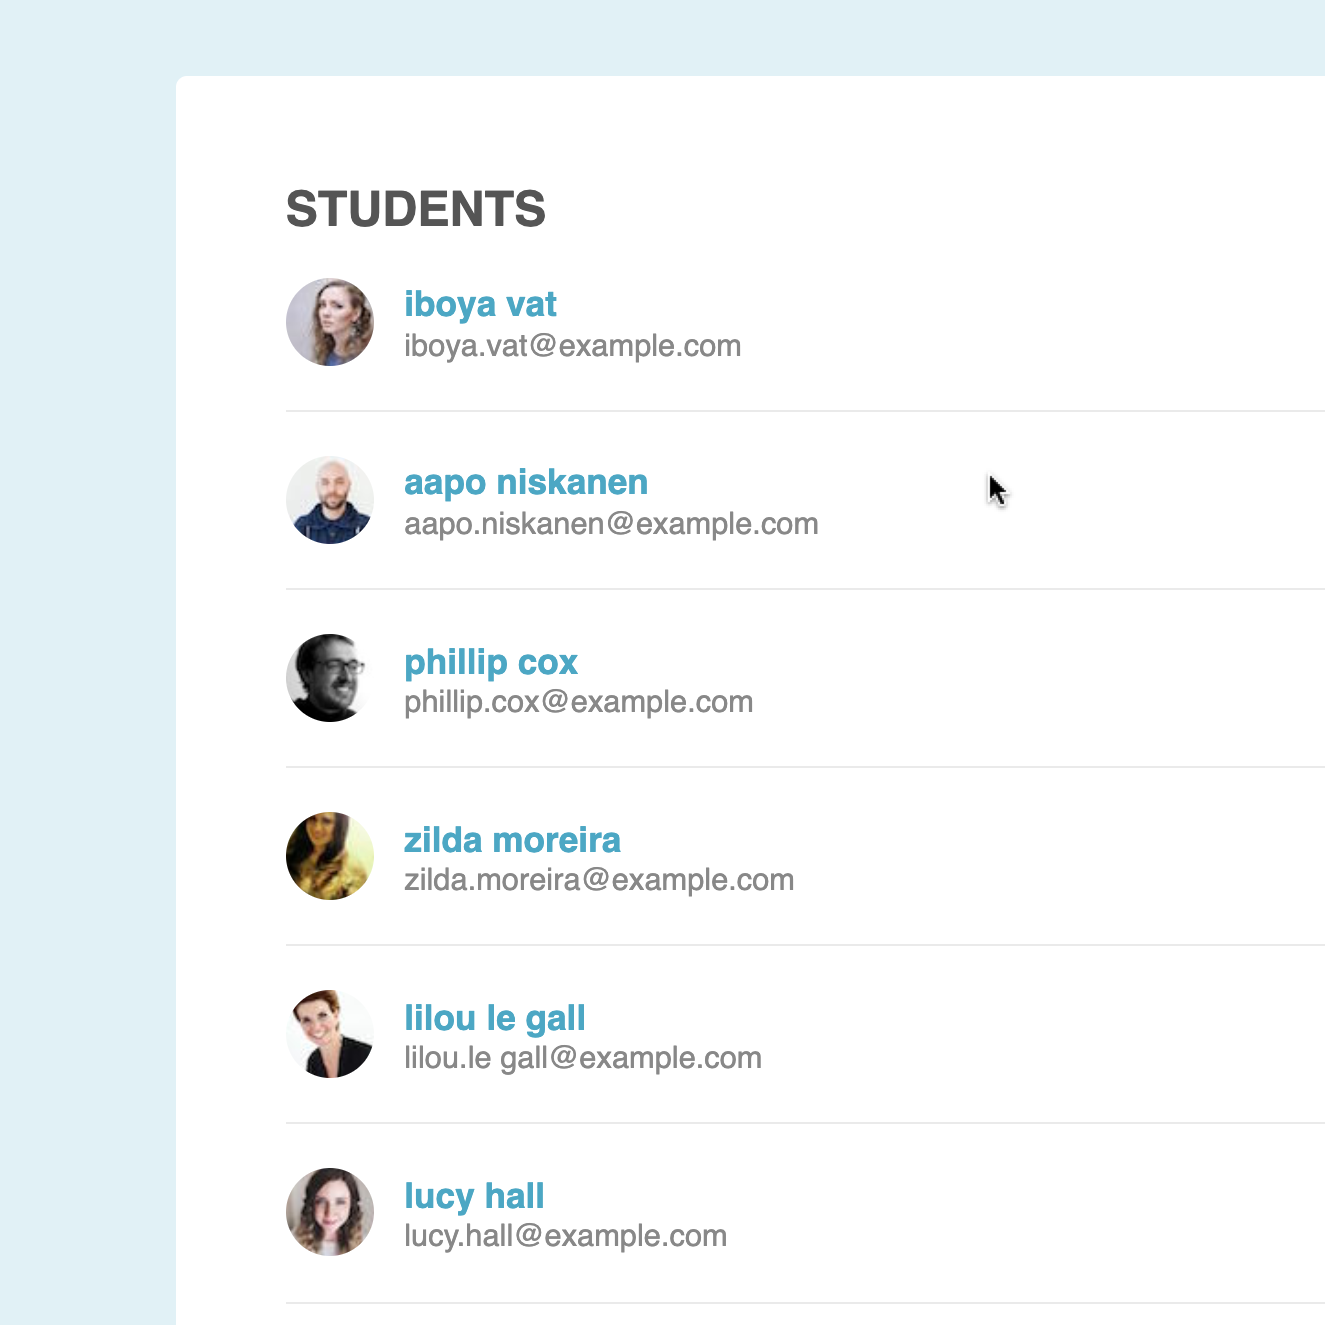 STUDENTS
iboya vat
iboya.vat@example.com
aapo niskanen
aapo.niskanen@example.com
phillip cox
phillip.cox@example.com
zilda moreira
zilda.moreira@example.com
lilou le gall
lilou.le gall@example.com
lucy hall
lucy.hall@example.com